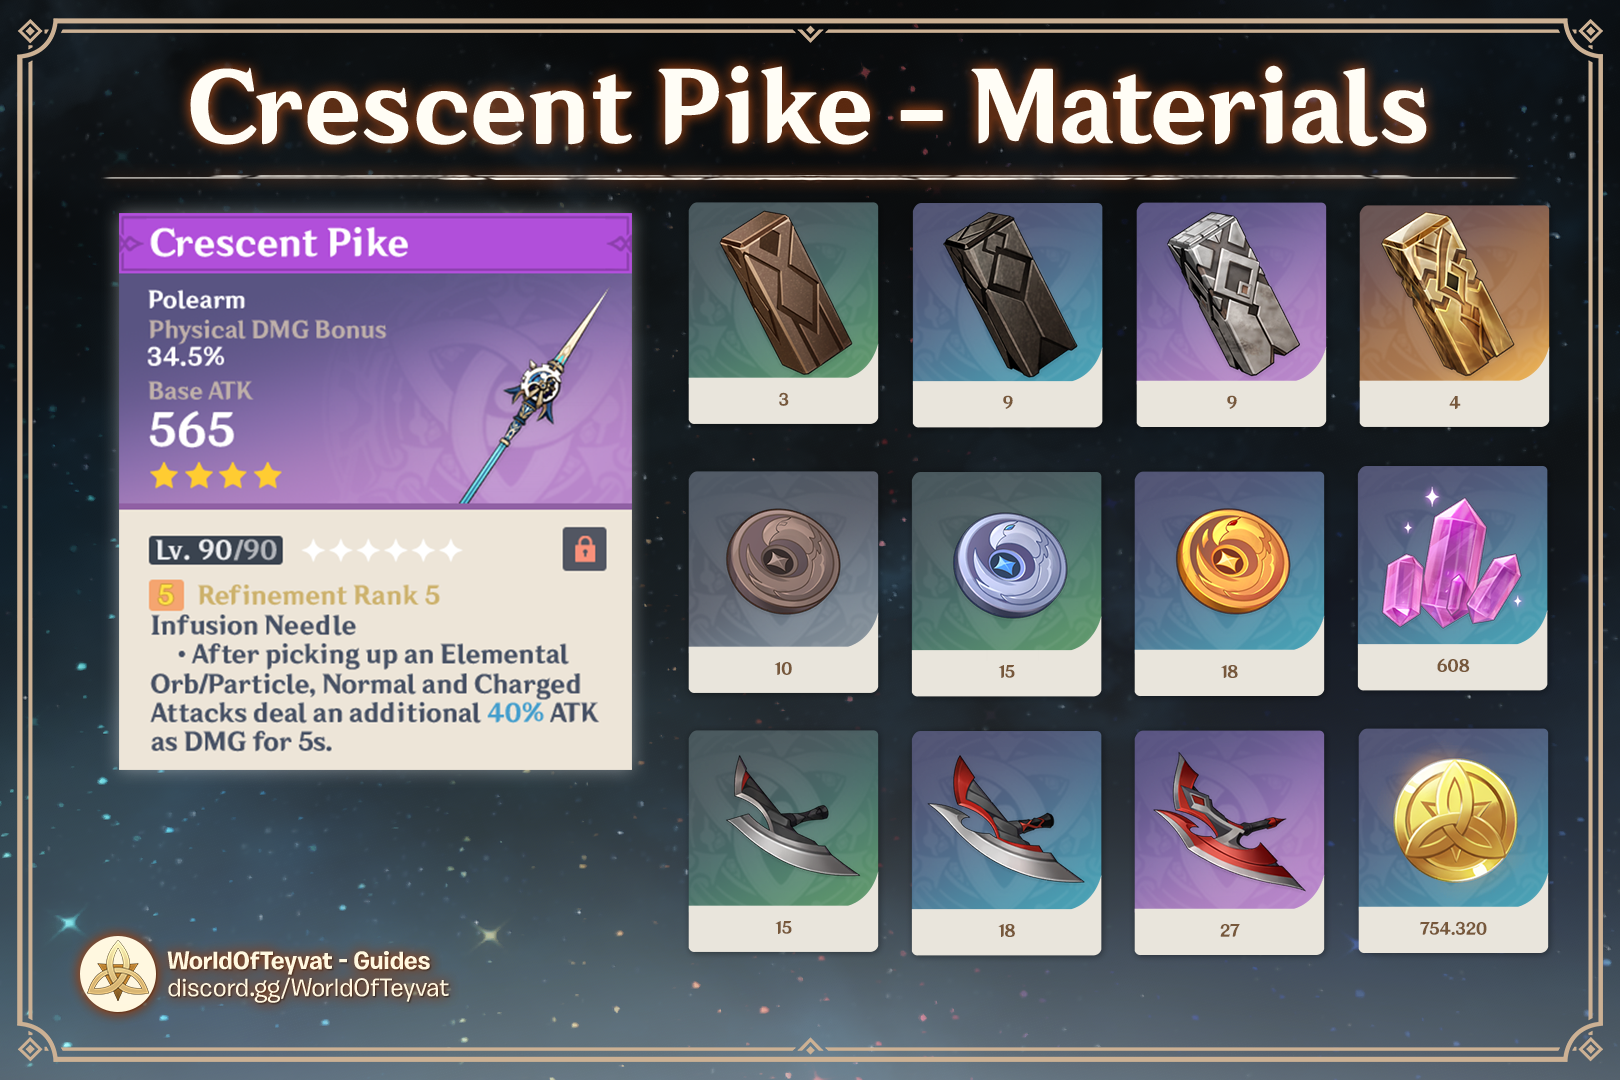 Crescent Pike – Materials
Crescent Pike
Polearm
Physical DMG Bonus
34.5%
Base ATK
565
Lv. 90/90
5 Refinement Rank 5
Infusion Needle
• After picking up an Elemental
Orb/Particle, Normal and Charged
Attacks deal an additional 40% ATK
as DMG for 5s.
3
9
9
4
10
15
18
608
15
18
27
754.320
WorldOfTeyvat - Guides
discord.gg/WorldOfTeyvat